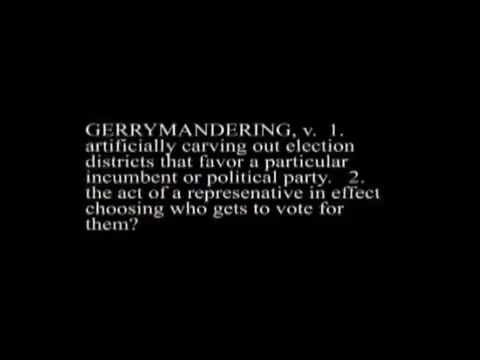 GERRYMANDERING, v. 1.
artificially carving out election
districts that favor a particular
incumbent or political party. 2.
the act of a represenative in effect
choosing who gets to vote for
them?